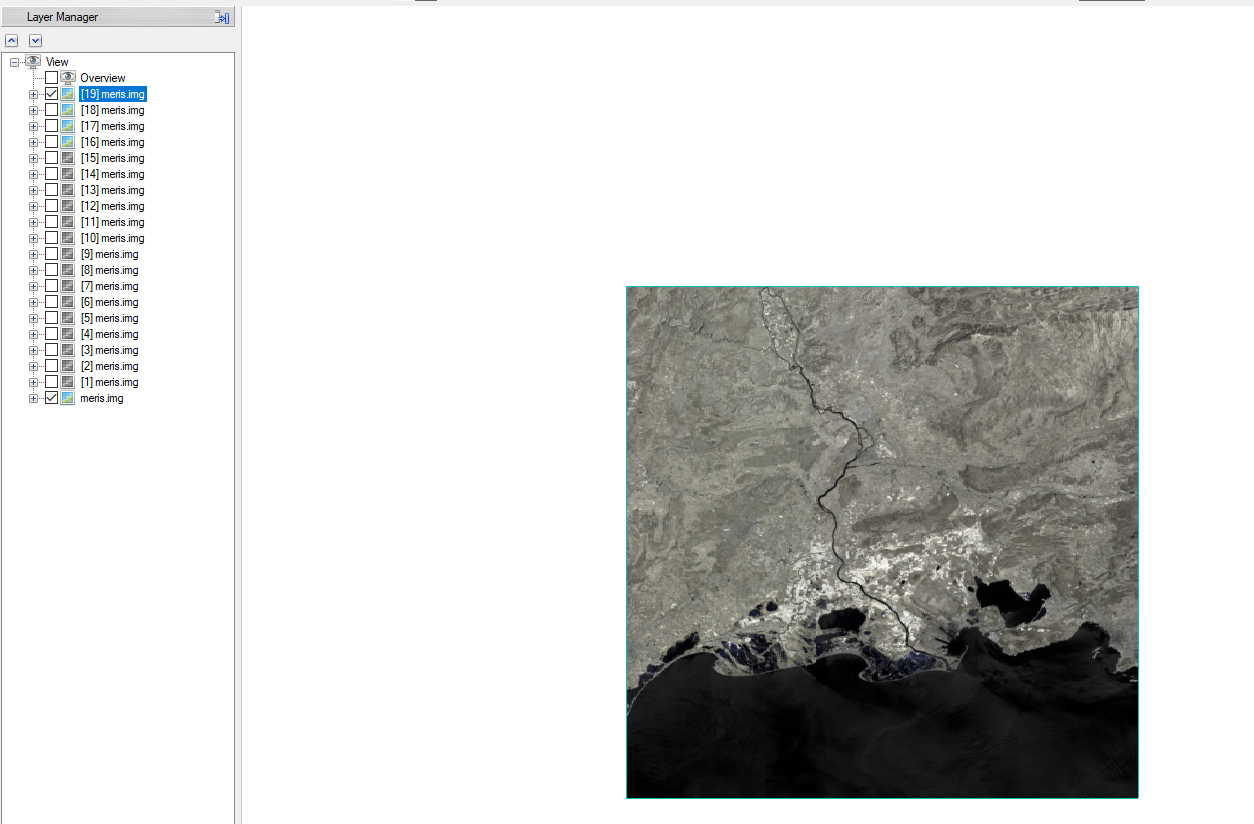 Layer Manager
View
Overview
[19] meris.img
[18] meris.img
[17] meris.img
[16] meris.img
[15] meris.img
[14] meris.img
[13] meris.img
[12] meris.img
[11] meris.img
[10] meris.img
[9] meris.img
[8] meris.img
[7] meris.img
[6] meris.img
[5] meris.img
[4] meris.img
[3] meris.img
[2] meris.img
[1] meris.img
meris.img